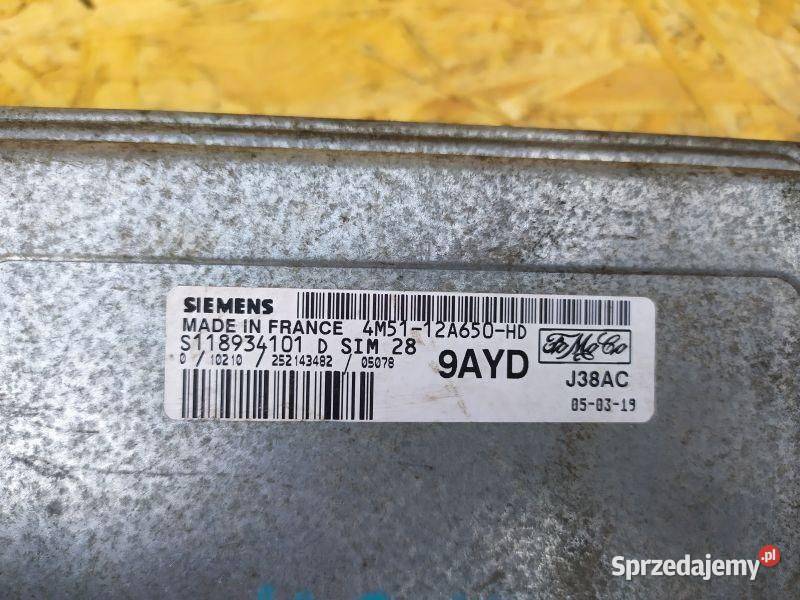 SIEMENS
MADE IN FRANCE 4M51-12A650-HD
S118934101 D SIM 28
0 / 10210 / 252143482 / 05078
9AYD
FoMoCo
J38AC
05-03-19
Sprzedajemy.pl